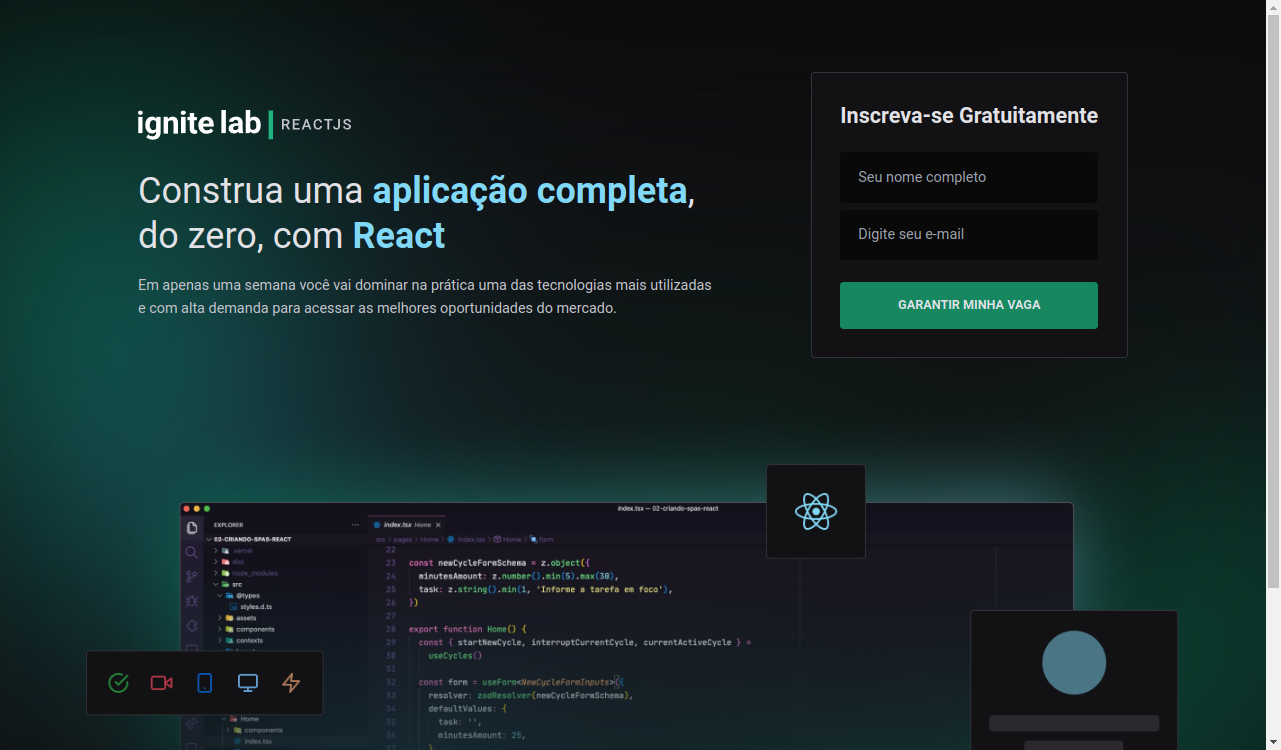 ignite lab | REACTJS
Construa uma aplicação completa,
do zero, com React
Em apenas uma semana você vai dominar na prática uma das tecnologias mais utilizadas
e com alta demanda para acessar as melhores oportunidades do mercado.
Inscreva-se Gratuitamente
Seu nome completo
Digite seu e-mail
GARANTIR MINHA VAGA
index.tsx — 02-criando-spas-react
EXPLORER
02-CRIANDO-SPAS-REACT
.vercel
dist
node_modules
src
@types
styles.d.ts
assets
components
contexts
Home
components
index.tsx
index.tsx Home
src > pages > Home > index.tsx > Home > form
22
23 const newCycleFormSchema = z.object({
24 minutesAmount: z.number().min(5).max(30),
25 task: z.string().min(1, 'Informe a tarefa em foco'),
26 })
27
28 export function Home() {
29 const { startNewCycle, interruptCurrentCycle, currentActiveCycle } =
30 useCycles()
31
32 const form = useForm<NewCycleFormInputs>({
33 resolver: zodResolver(newCycleFormSchema),
34 defaultValues: {
35 task: '',
36 minutesAmount: 25,
37 }